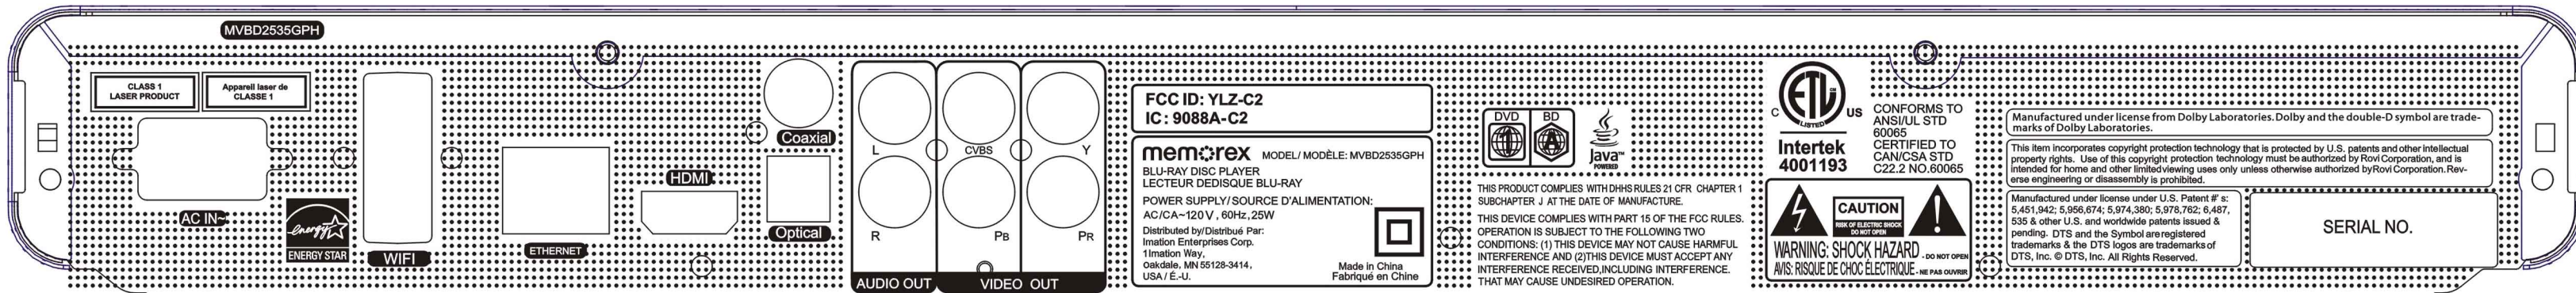 MVBD2535GPH
CLASS 1
LASER PRODUCT
Appareil laser de
CLASSE 1
AC IN~
energy
ENERGY STAR
WIFI
ETHERNET
HDMI
Coaxial
Optical
L
R
AUDIO OUT
CVBS
Y
PB
PR
VIDEO OUT
FCC ID: YLZ-C2
IC: 9088A-C2
memorex MODEL/ MODÈLE: MVBD2535GPH
BLU-RAY DISC PLAYER
LECTEUR DEDISQUE BLU-RAY
POWER SUPPLY/ SOURCE D'ALIMENTATION:
AC/CA~120 V , 60Hz, 25W
Distributed by/Distribué Par:
Imation Enterprises Corp.
1Imation Way,
Oakdale, MN 55128-3414,
USA / É.-U.
Made in China
Fabriqué en Chine
DVD
1
BD
A
Java™
POWERED
THIS PRODUCT COMPLIES WITH DHHS RULES 21 CFR CHAPTER 1
SUBCHAPTER J AT THE DATE OF MANUFACTURE.
THIS DEVICE COMPLIES WITH PART 15 OF THE FCC RULES.
OPERATION IS SUBJECT TO THE FOLLOWING TWO
CONDITIONS: (1) THIS DEVICE MAY NOT CAUSE HARMFUL
INTERFERENCE AND (2)THIS DEVICE MUST ACCEPT ANY
INTERFERENCE RECEIVED,INCLUDING INTERFERENCE.
THAT MAY CAUSE UNDESIRED OPERATION.
C ETL US
LISTED
Intertek
4001193
CONFORMS TO
ANSI/UL STD
60065
CERTIFIED TO
CAN/CSA STD
C22.2 NO.60065
CAUTION
RISK OF ELECTRIC SHOCK
DO NOT OPEN
WARNING: SHOCK HAZARD - DO NOT OPEN
AVIS: RISQUE DE CHOC ÉLECTRIQUE - NE PAS OUVRIR
Manufactured under license from Dolby Laboratories. Dolby and the double-D symbol are trade-
marks of Dolby Laboratories.
This item incorporates copyright protection technology that is protected by U.S. patents and other intellectual
property rights. Use of this copyright protection technology must be authorized by Rovi Corporation, and is
intended for home and other limitedviewing uses only unless otherwise authorized byRovi Corporation. Rev-
erse engineering or disassembly is prohibited.
Manufactured under license under U.S. Patent #' s:
5,451,942; 5,956,674; 5,974,380; 5,978,762; 6,487,
535 & other U.S. and worldwide patents issued &
pending. DTS and the Symbol are registered
trademarks & the DTS logos are trademarks of
DTS, Inc. © DTS, Inc. All Rights Reserved.
SERIAL NO.